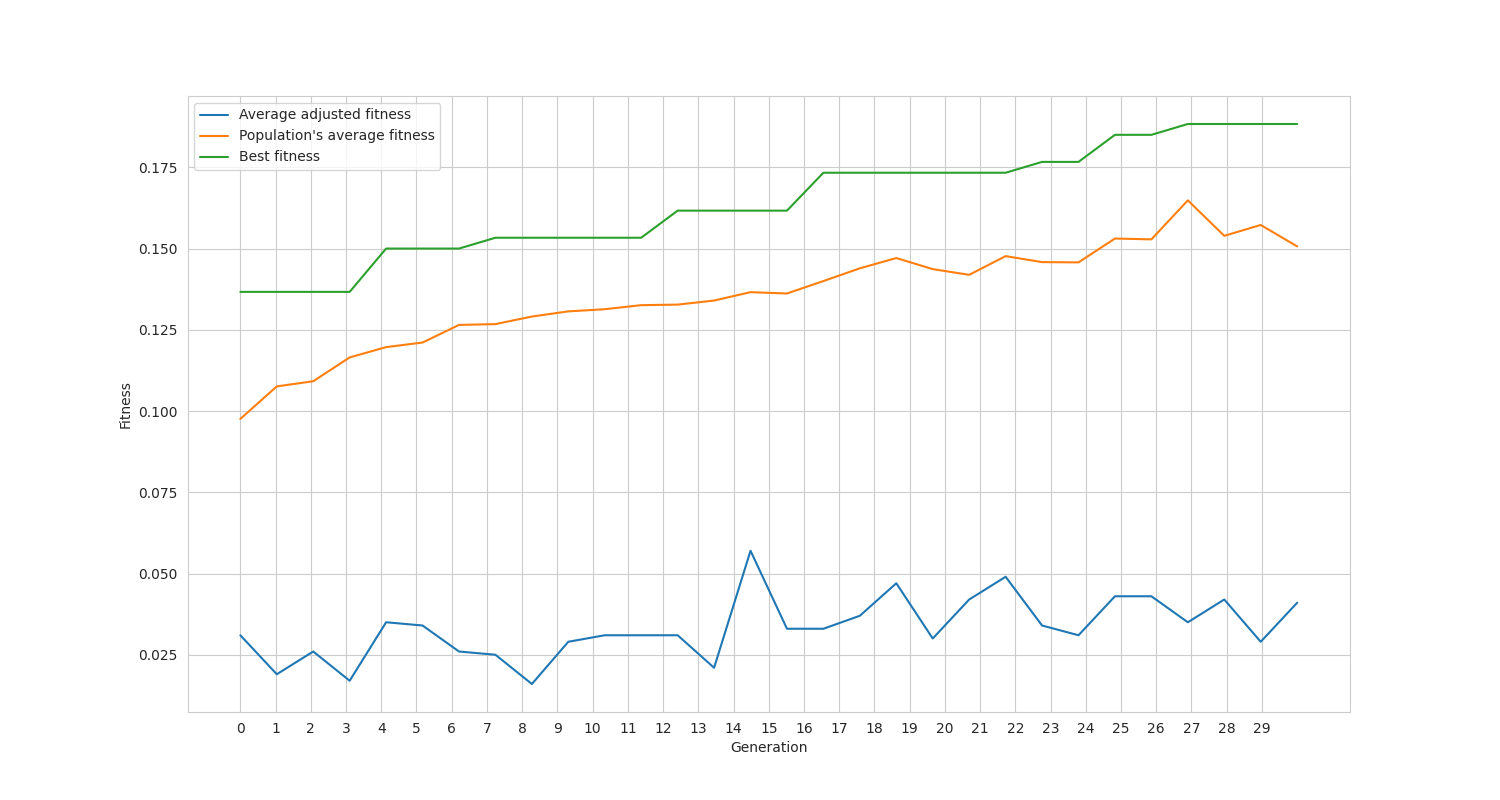 Average adjusted fitness
Population's average fitness
Best fitness
0.175
0.150
0.125
0.100
0.075
0.050
0.025
Fitness
0 1 2 3 4 5 6 7 8 9 10 11 12 13 14 15 16 17 18 19 20 21 22 23 24 25 26 27 28 29
Generation